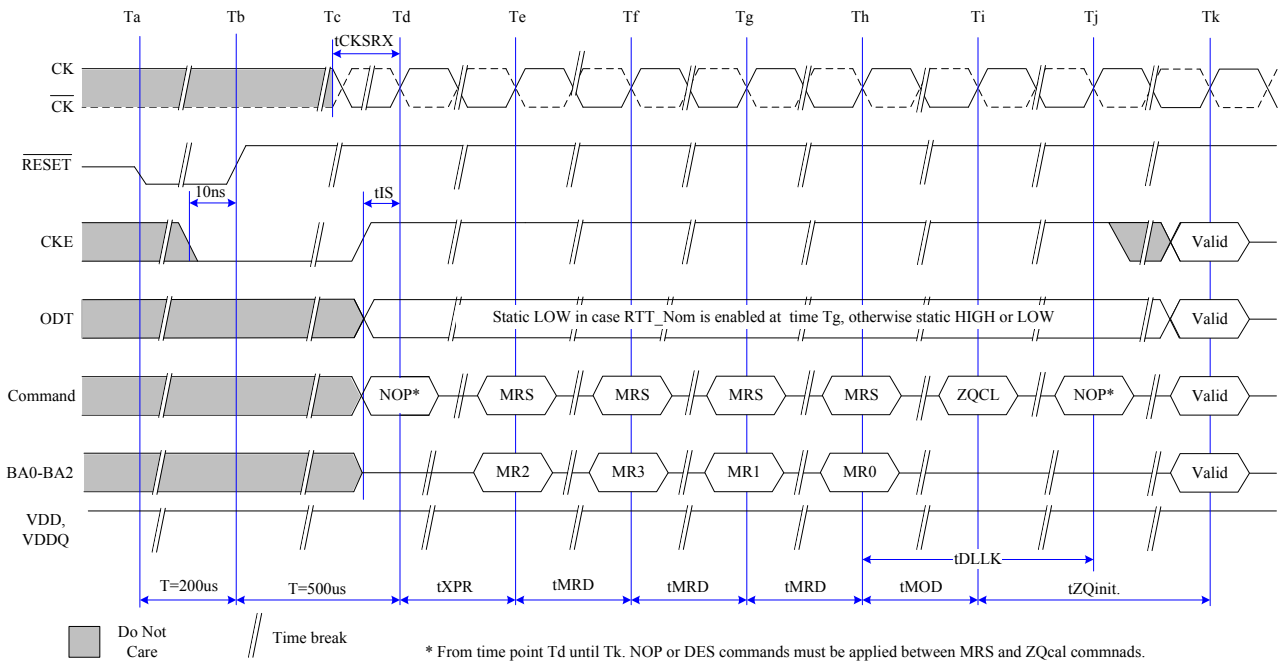 Ta Tb Tc Td Te Tf Tg Th Ti Tj Tk
tCKSRX
CK
CK
RESET
10ns
tIS
CKE
Valid
ODT
Static LOW in case RTT_Nom is enabled at time Tg, otherwise static HIGH or LOW
Valid
Command
NOP* MRS MRS MRS MRS ZQCL NOP* Valid
BA0-BA2
MR2 MR3 MR1 MR0 Valid
VDD,
VDDQ
tDLLK
T=200us T=500us tXPR tMRD tMRD tMRD tMOD tZQinit.
Do Not
Care
Time break
* From time point Td until Tk. NOP or DES commands must be applied between MRS and ZQcal commnads.